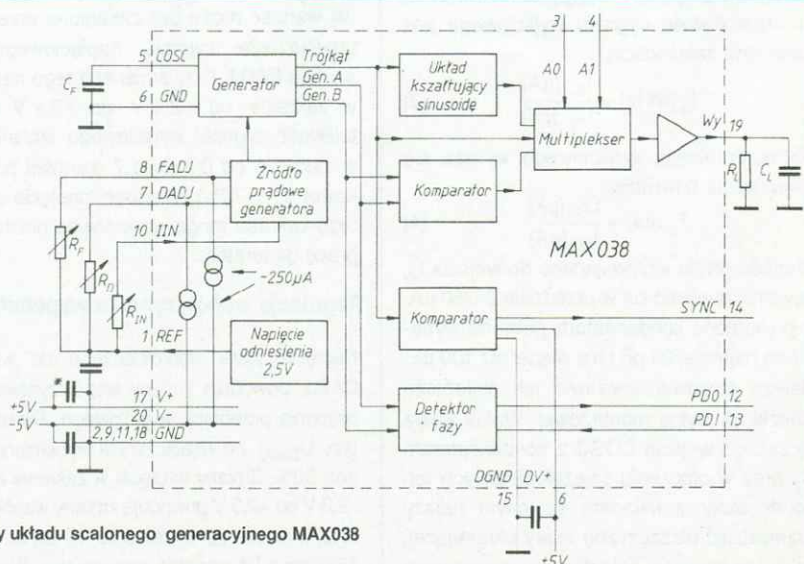 3 4
5 COSC
Trójkąt
Gen. A
Gen. B
C_F
6 GND
Generator
Układ
kształtujący
sinusoidę
A0
A1
Multiplekser
Wy
19
R_L
C_L
8 FADJ
7 DADJ
10 IIN
Źródło
prądowe
generatora
Komparator
R_F
R_D
R_IN
~250µA
MAX038
1 REF
Napięcie
odniesienia
2,5V
Komparator
SYNC 14
*
+5V
-5V
17 V+
20 V-
2,9,11,18 GND
Detektor
fazy
PDO 12
PDI 13
DGND DV+
15
6
+5V
y układu scalonego generacyjnego MAX038